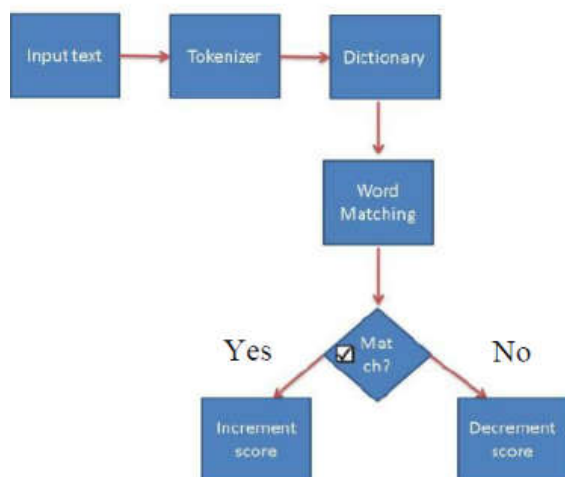 Input text
Tokenizer
Dictionary
Word
Matching
Yes
Mat
ch?
No
Increment
score
Decrement
score